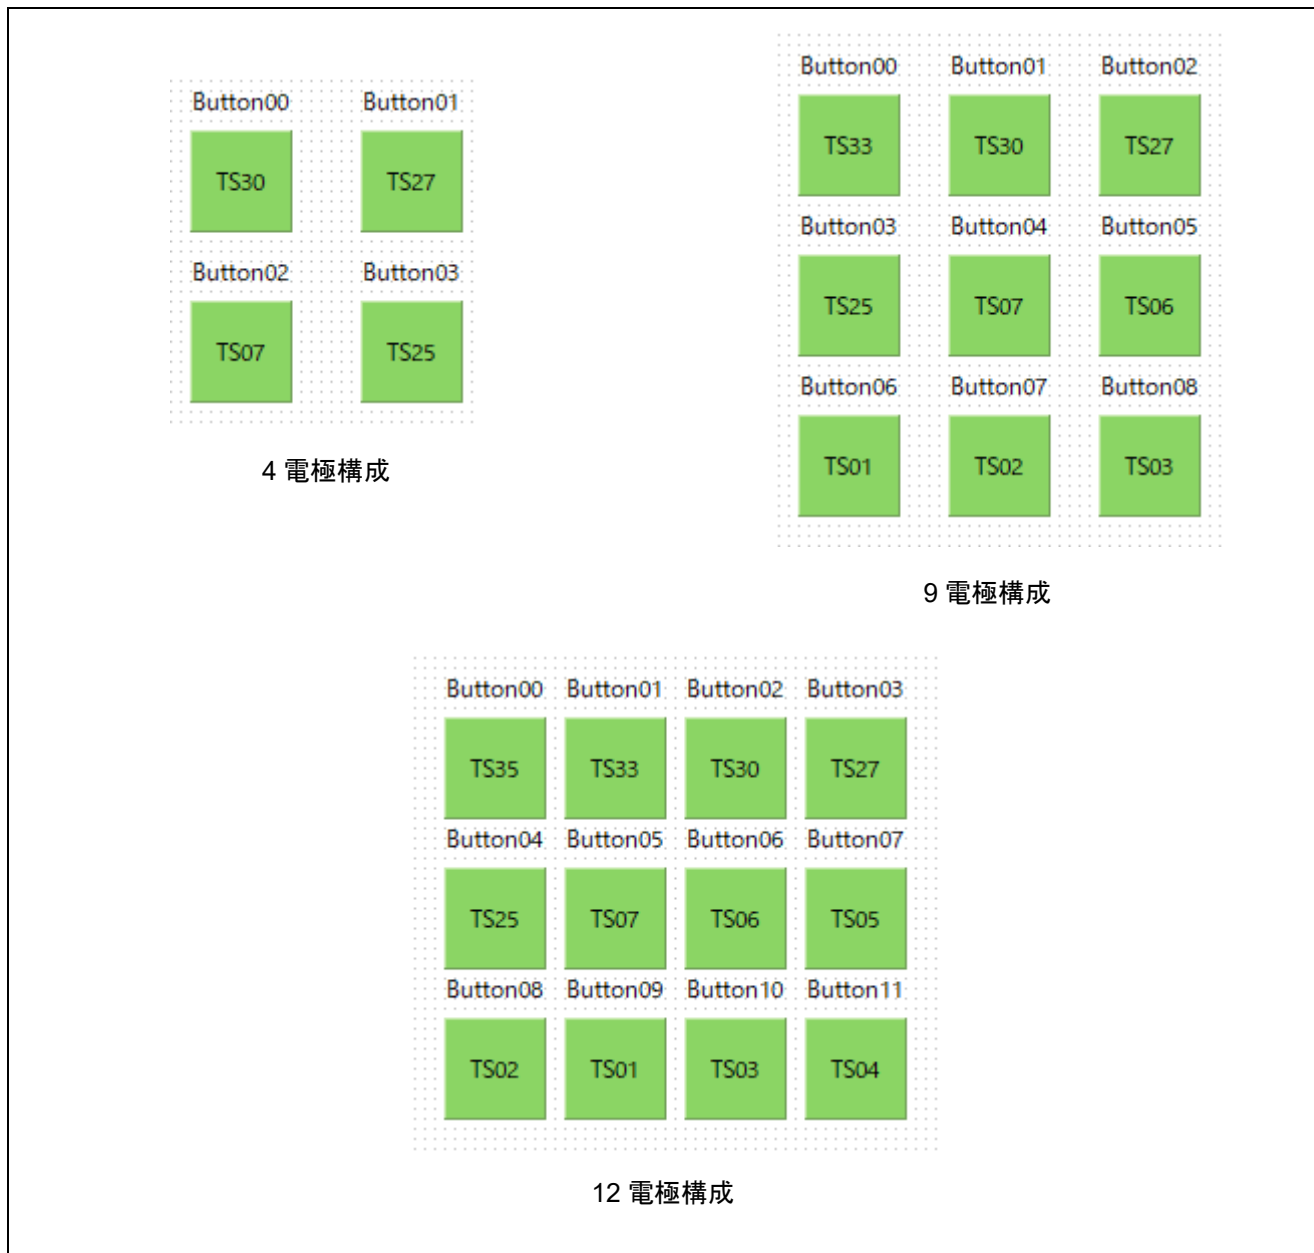 Button00 Button01
TS30 TS27
Button02 Button03
TS07 TS25
4 電極構成
Button00 Button01 Button02
TS33 TS30 TS27
Button03 Button04 Button05
TS25 TS07 TS06
Button06 Button07 Button08
TS01 TS02 TS03
9 電極構成
Button00 Button01 Button02 Button03
TS35 TS33 TS30 TS27
Button04 Button05 Button06 Button07
TS25 TS07 TS06 TS05
Button08 Button09 Button10 Button11
TS02 TS01 TS03 TS04
12 電極構成